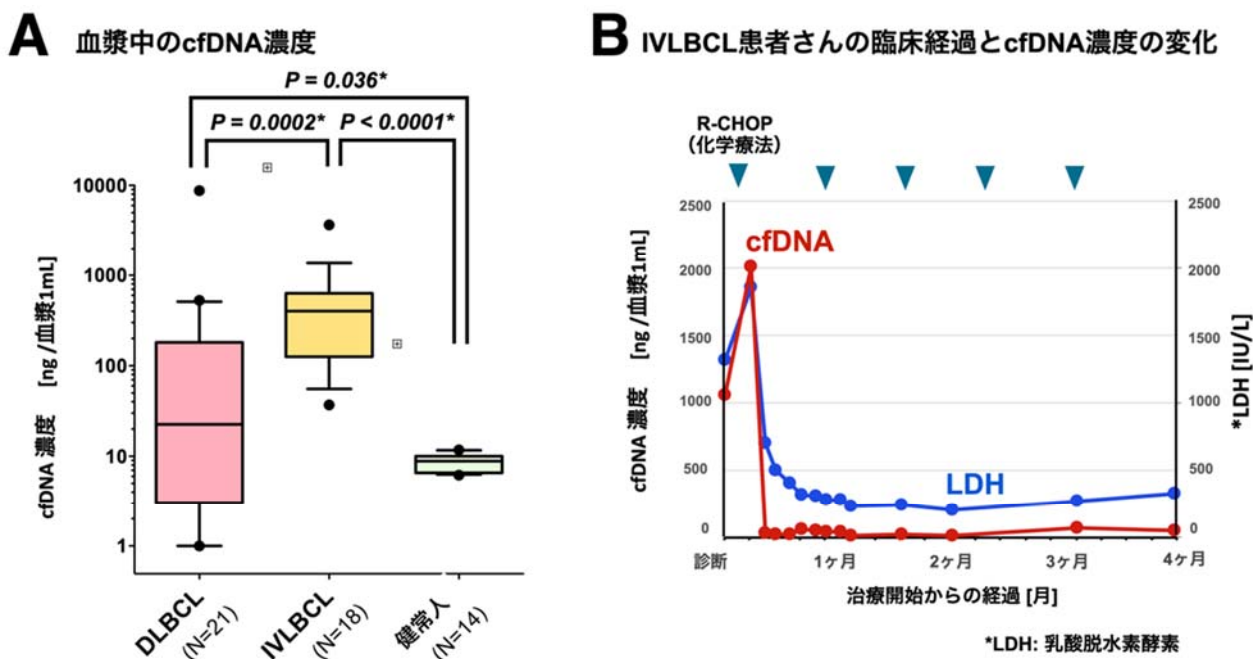 A 血漿中のcfDNA濃度
P = 0.036*
P = 0.0002*
P < 0.0001*
10000
1000
100
10
1
cfDNA 濃度 [ng /血漿1mL]
DLBCL
(N=21)
IVLBCL
(N=18)
健常人
(N=14)
B IVLBCL患者さんの臨床経過とcfDNA濃度の変化
R-CHOP
（化学療法）
2500
2000
1500
1000
500
0
cfDNA 濃度 [ng /血漿1mL]
cfDNA
LDH
2500
2000
1500
1000
500
0
*LDH [IU/L]
診断
1ヶ月
2ヶ月
3ヶ月
4ヶ月
治療開始からの経過 [月]
*LDH: 乳酸脱水素酵素